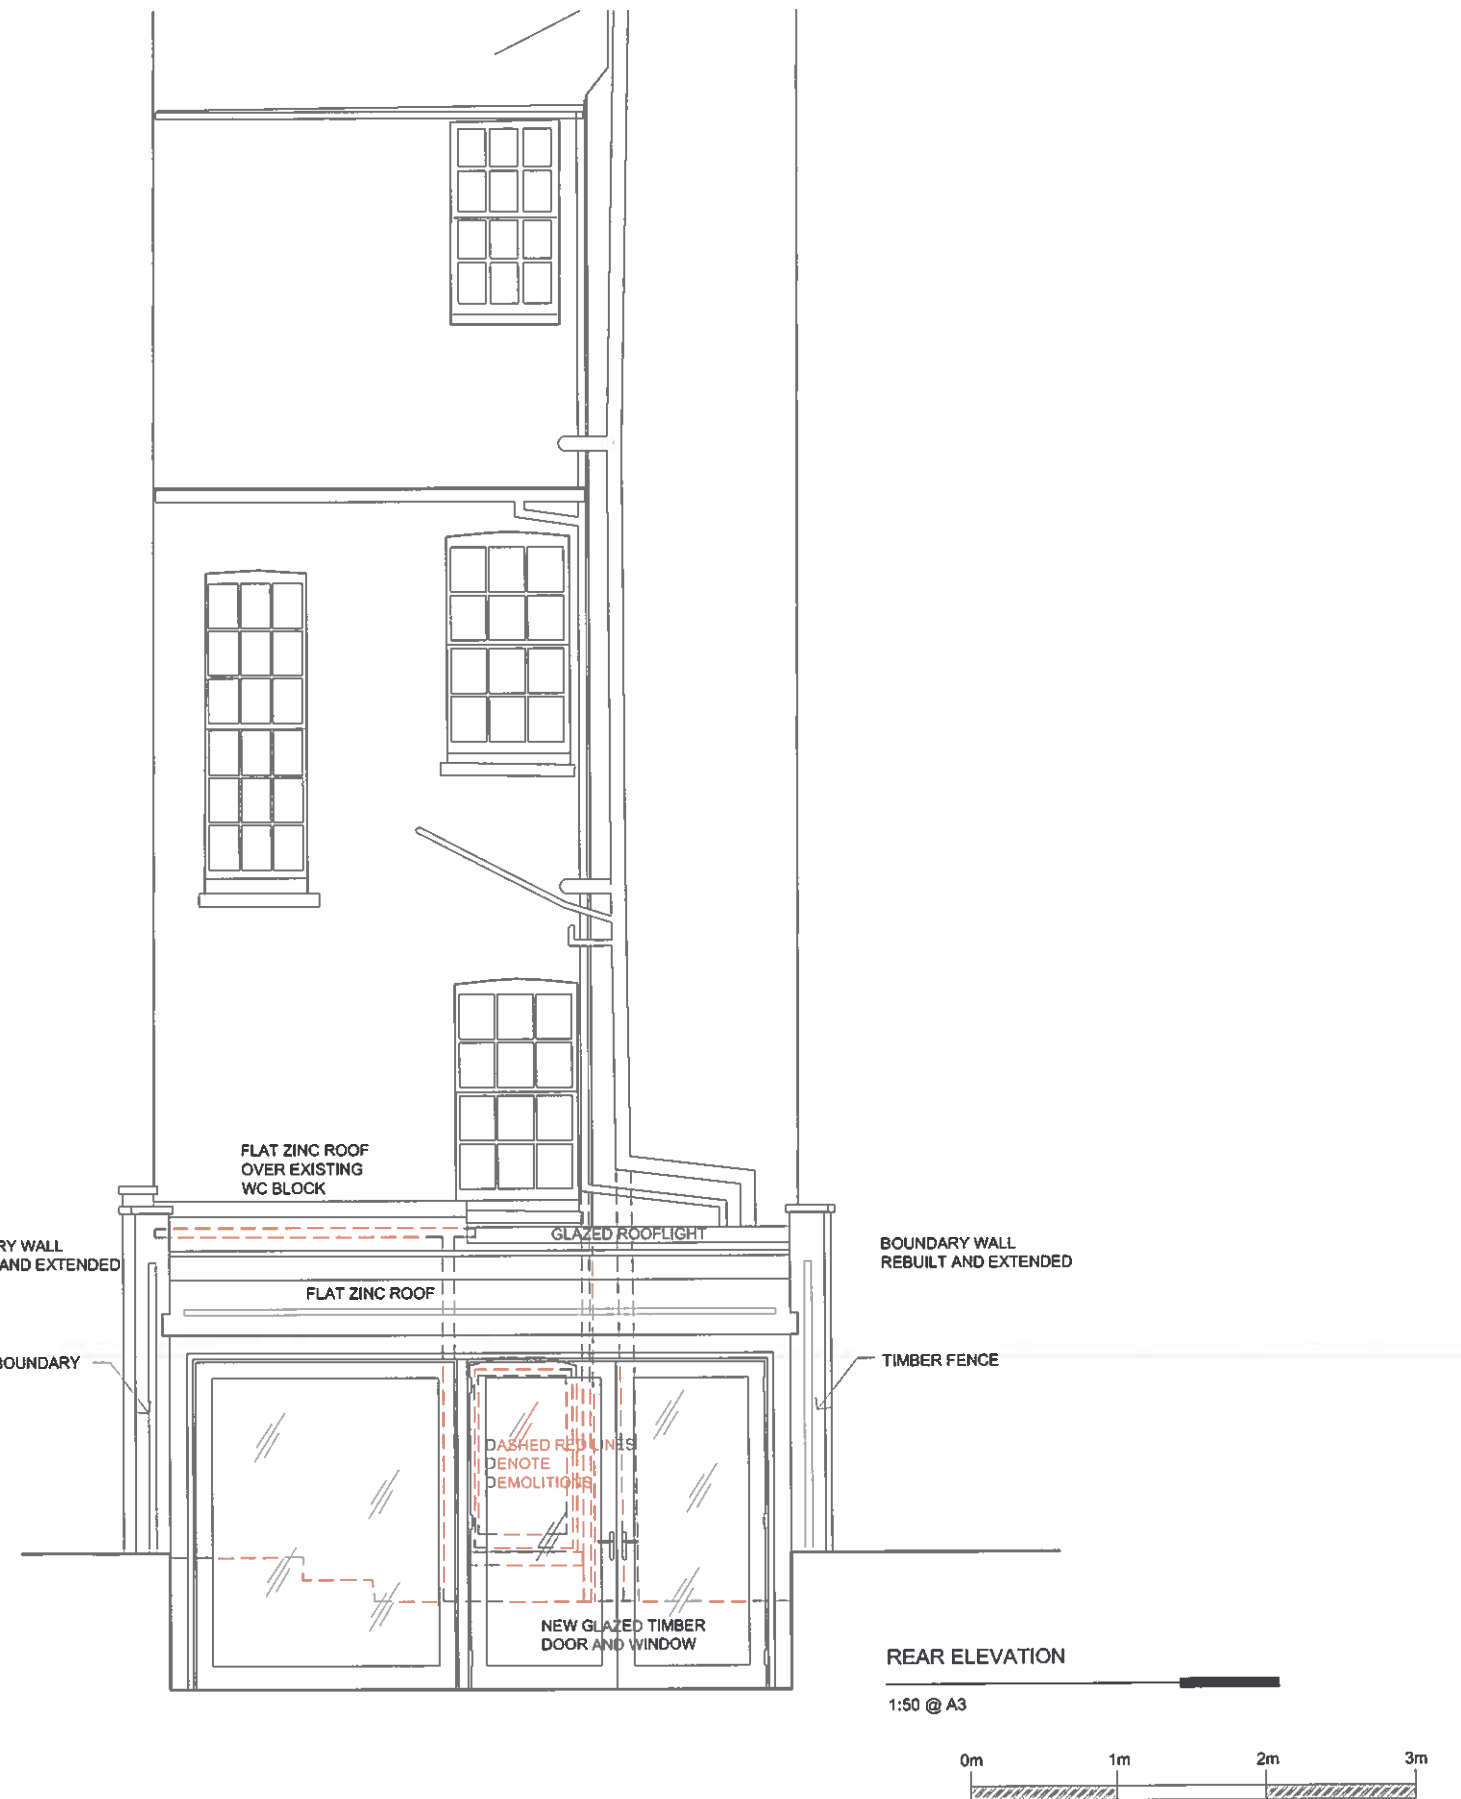 FLAT ZINC ROOF
OVER EXISTING
WC BLOCK
GLAZED ROOFLIGHT
RY WALL
AND EXTENDED
BOUNDARY WALL
REBUILT AND EXTENDED
FLAT ZINC ROOF
BOUNDARY
TIMBER FENCE
DASHED RED LINES
DENOTE
DEMOLITIONS
NEW GLAZED TIMBER
DOOR AND WINDOW
REAR ELEVATION
1:50 @ A3
0m 1m 2m 3m